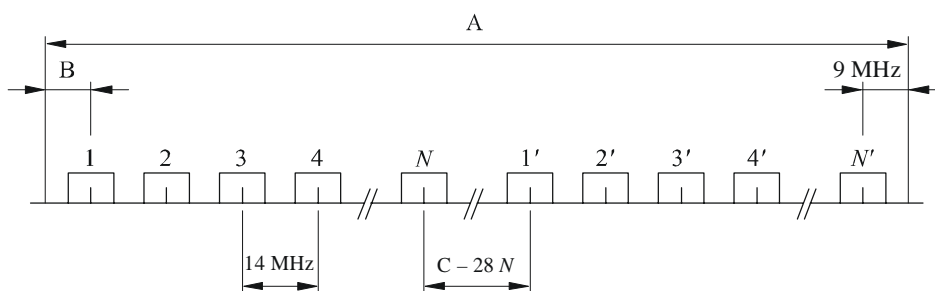 A
B
9 MHz
1 2 3 4 N 1′ 2′ 3′ 4′ N′
14 MHz
C – 28 N